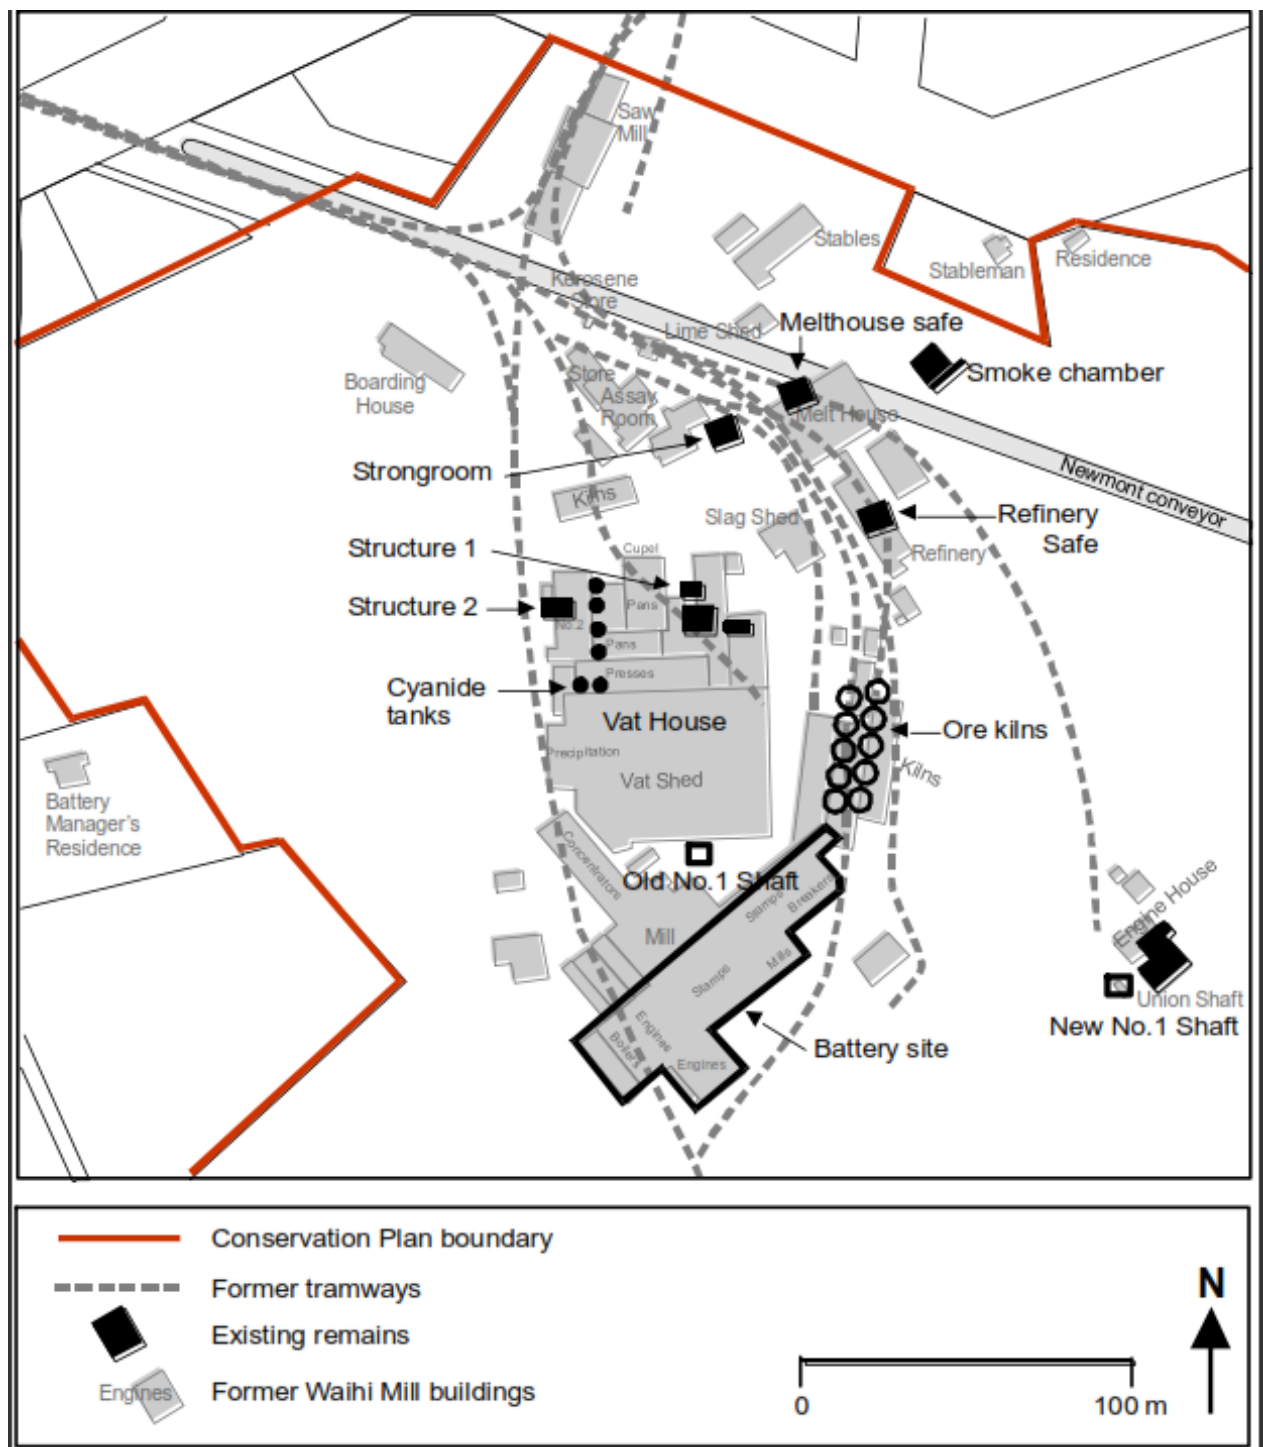 Saw
Mill
Stables
Stableman
Residence
Kerosene
Store
Lime Shed
Melthouse safe
Smoke chamber
Boarding
House
Store
Assay
Room
Melt House
Strongroom
Newmont conveyor
Kilns
Slag Shed
Refinery
Safe
Refinery
Structure 1
Cupel
Structure 2
No.2
Pans
Pans
Cyanide
tanks
Presses
Vat House
Ore kilns
Precipitation
Vat Shed
Kilns
Battery
Manager's
Residence
Concentrators
Old No.1 Shaft
Stamps
Breakers
Engine House
Mill
Stamps
Mills
Union Shaft
New No.1 Shaft
Engines
Boilers
Engines
Battery site
Conservation Plan boundary
Former tramways
Existing remains
Engines
Former Waihi Mill buildings
N
0
100 m